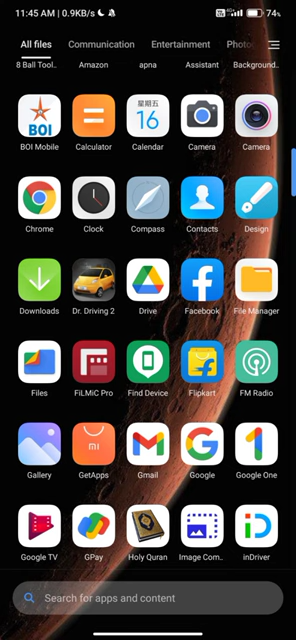 11:45 AM | 0.9KB/s
4G+
74%
All files Communication Entertainment Photo
8 Ball Tool.. Amazon apna Assistant Background..
BOI
星期五
16
BOI Mobile Calculator Calendar Camera Camera
Chrome Clock Compass Contacts Design
Downloads Dr. Driving 2 Drive Facebook File Manager
Files FiLMiC Pro Find Device Flipkart FM Radio
Gallery GetApps Gmail Google Google One
Google TV GPay Holy Quran Image Com.. inDriver
Search for apps and content